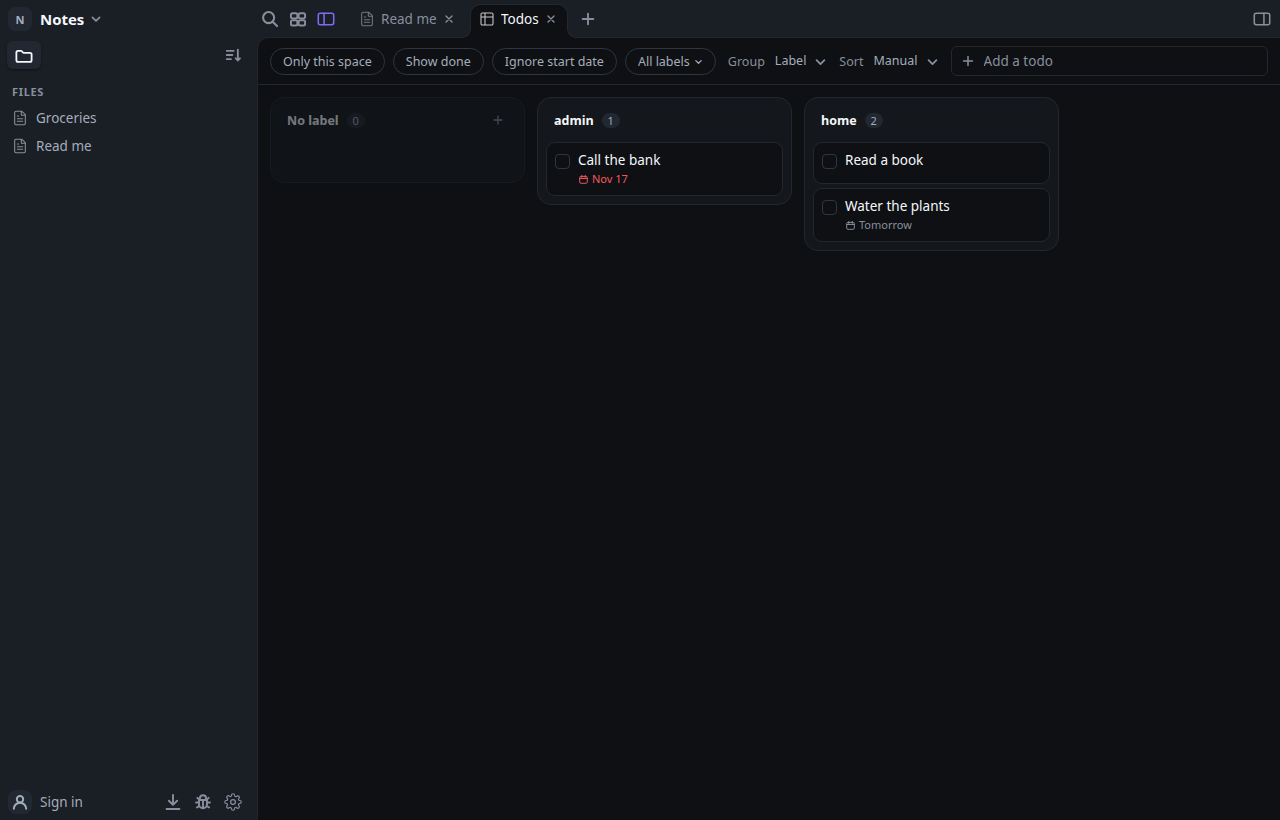 N Notes
Read me
Todos
Only this space
Show done
Ignore start date
All labels
Group Label
Sort Manual
Add a todo
FILES
Groceries
Read me
No label 0
admin 1
Call the bank
Nov 17
home 2
Read a book
Water the plants
Tomorrow
Sign in